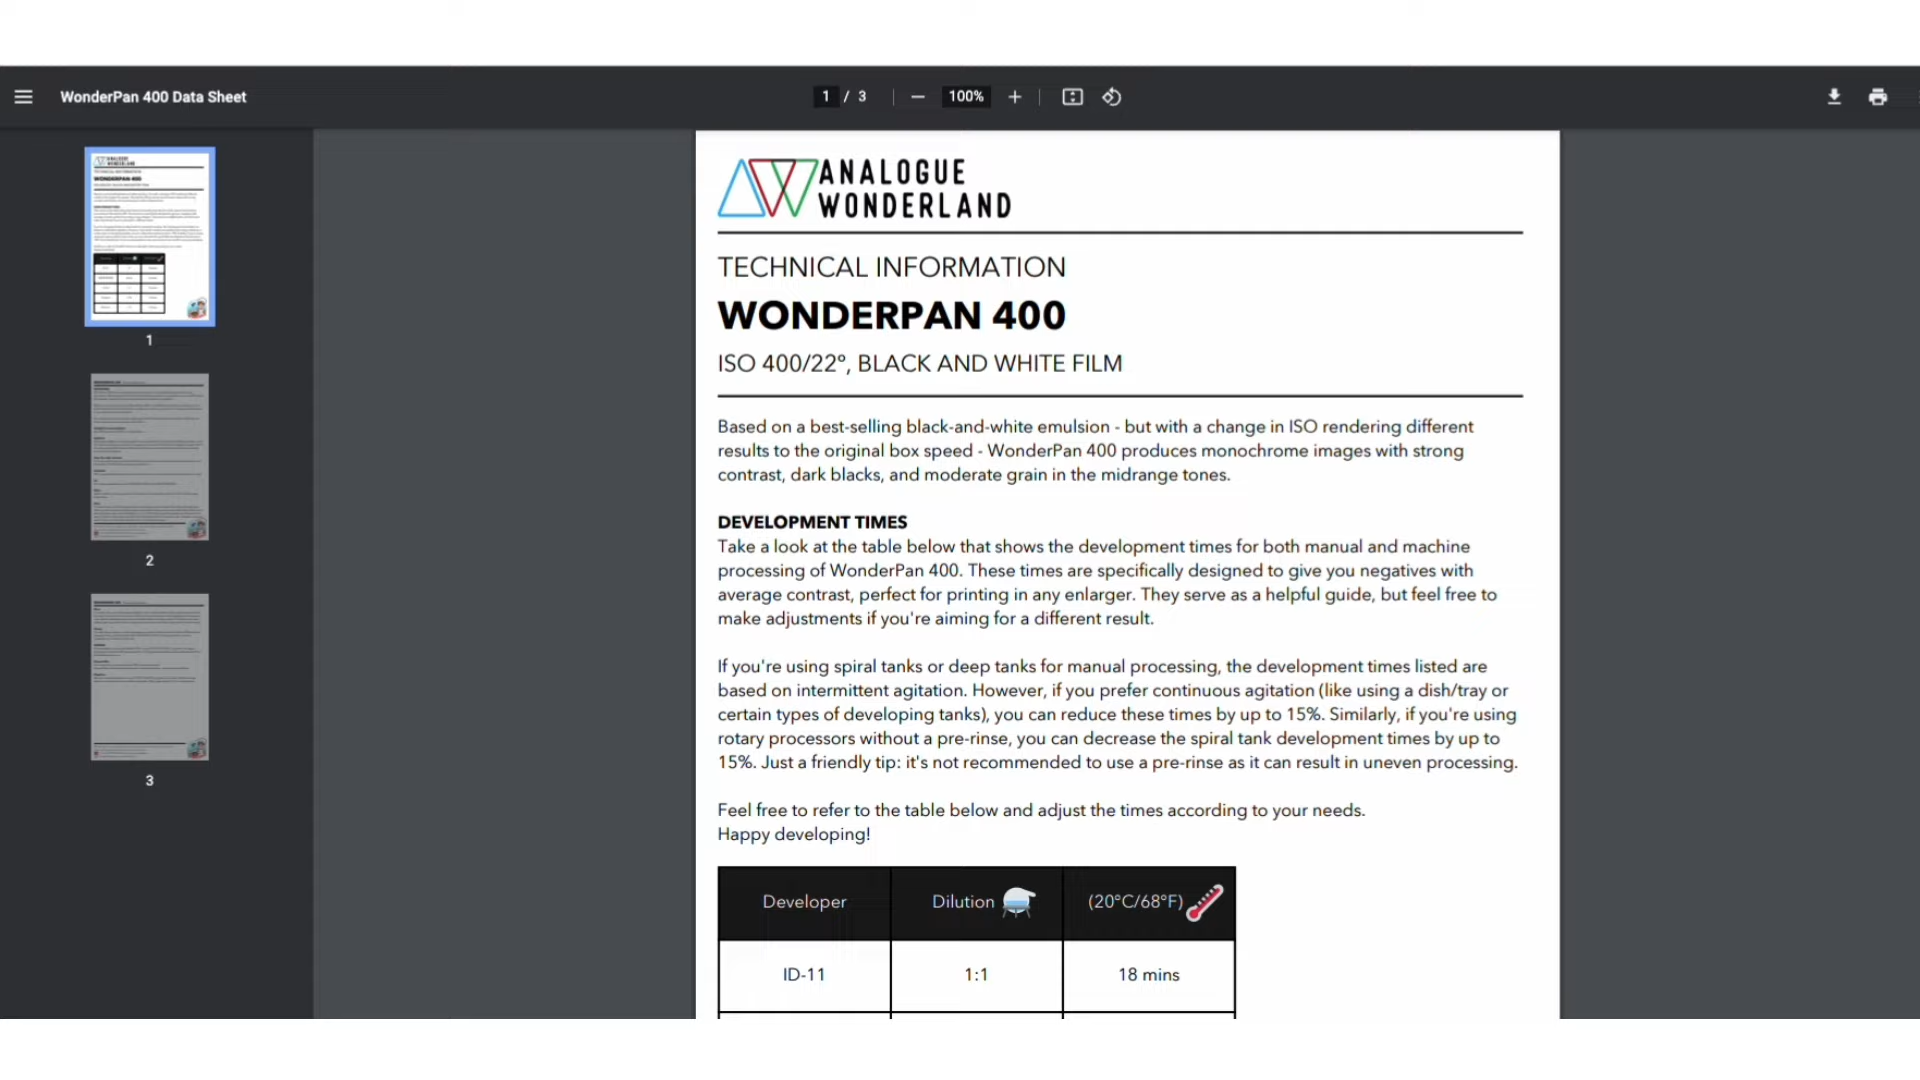 WonderPan 400 Data Sheet
1 / 3
100%
1
2
3
ANALOGUE
WONDERLAND
TECHNICAL INFORMATION
WONDERPAN 400
ISO 400/22º, BLACK AND WHITE FILM
Based on a best-selling black-and-white emulsion - but with a change in ISO rendering different
results to the original box speed - WonderPan 400 produces monochrome images with strong
contrast, dark blacks, and moderate grain in the midrange tones.
DEVELOPMENT TIMES
Take a look at the table below that shows the development times for both manual and machine
processing of WonderPan 400. These times are specifically designed to give you negatives with
average contrast, perfect for printing in any enlarger. They serve as a helpful guide, but feel free to
make adjustments if you're aiming for a different result.
If you're using spiral tanks or deep tanks for manual processing, the development times listed are
based on intermittent agitation. However, if you prefer continuous agitation (like using a dish/tray or
certain types of developing tanks), you can reduce these times by up to 15%. Similarly, if you're using
rotary processors without a pre-rinse, you can decrease the spiral tank development times by up to
15%. Just a friendly tip: it's not recommended to use a pre-rinse as it can result in uneven processing.
Feel free to refer to the table below and adjust the times according to your needs.
Happy developing!
Developer Dilution (20ºC/68ºF)
ID-11 1:1 18 mins